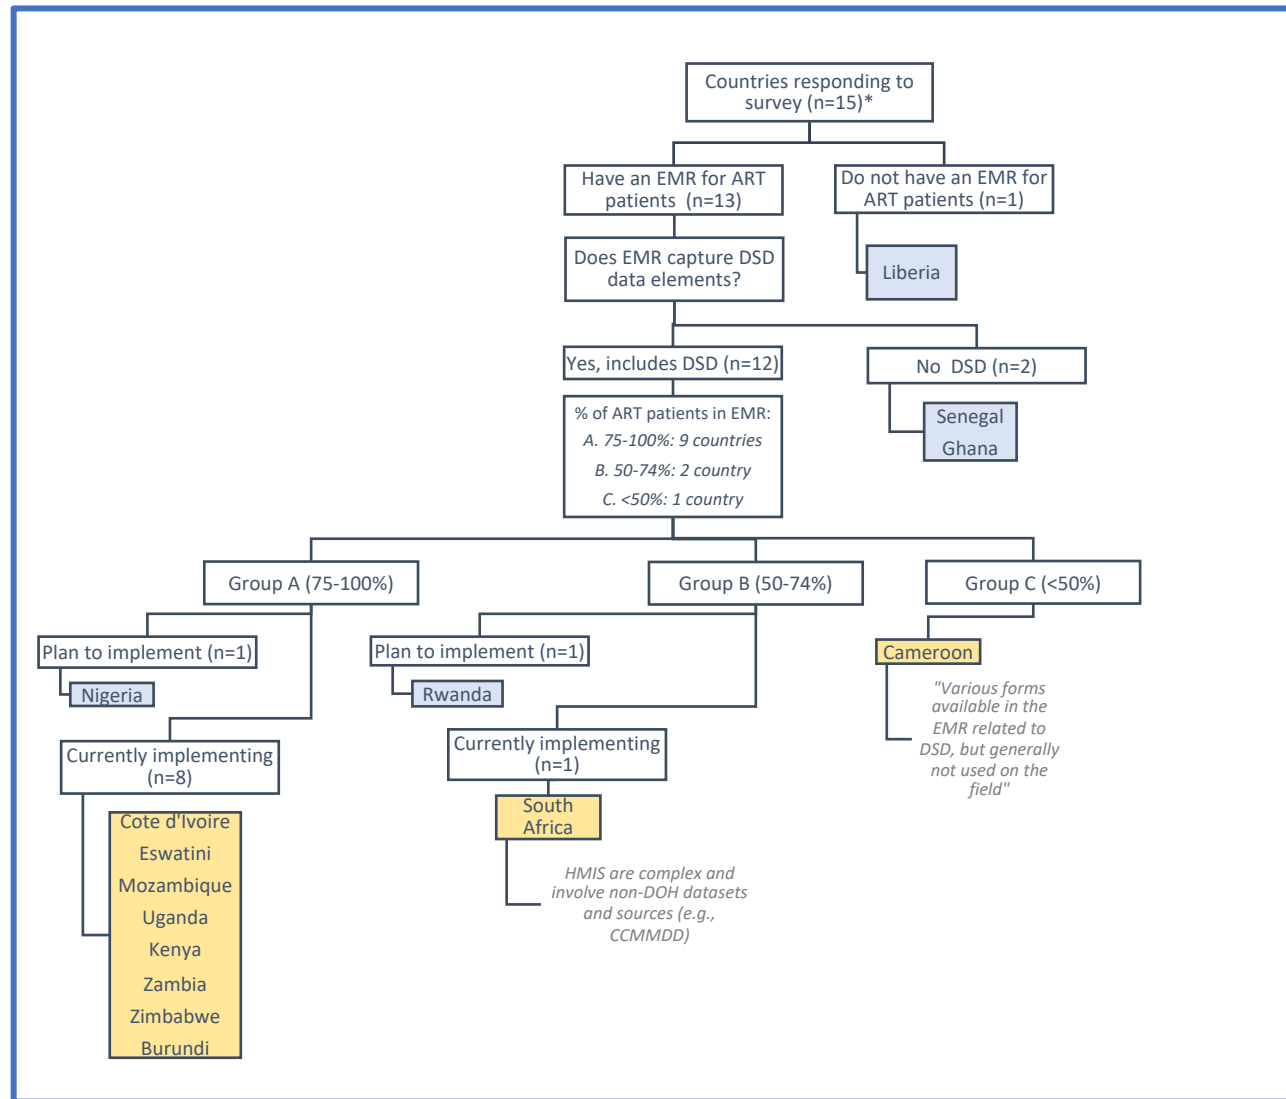 Countries responding to
survey (n=15)*
Have an EMR for ART
patients (n=13)
Do not have an EMR for
ART patients (n=1)
Does EMR capture DSD
data elements?
Liberia
Yes, includes DSD (n=12)
No DSD (n=2)
% of ART patients in EMR:
A. 75-100%: 9 countries
B. 50-74%: 2 country
C. <50%: 1 country
Senegal
Ghana
Group A (75-100%)
Group B (50-74%)
Group C (<50%)
Plan to implement (n=1)
Nigeria
Currently implementing
(n=8)
Cote d'Ivoire
Eswatini
Mozambique
Uganda
Kenya
Zambia
Zimbabwe
Burundi
Plan to implement (n=1)
Rwanda
Currently implementing
(n=1)
South
Africa
HMIS are complex and
involve non-DOH datasets
and sources (e.g.,
CCMMDD)
Cameroon
"Various forms
available in the
EMR related to
DSD, but generally
not used on the
field"